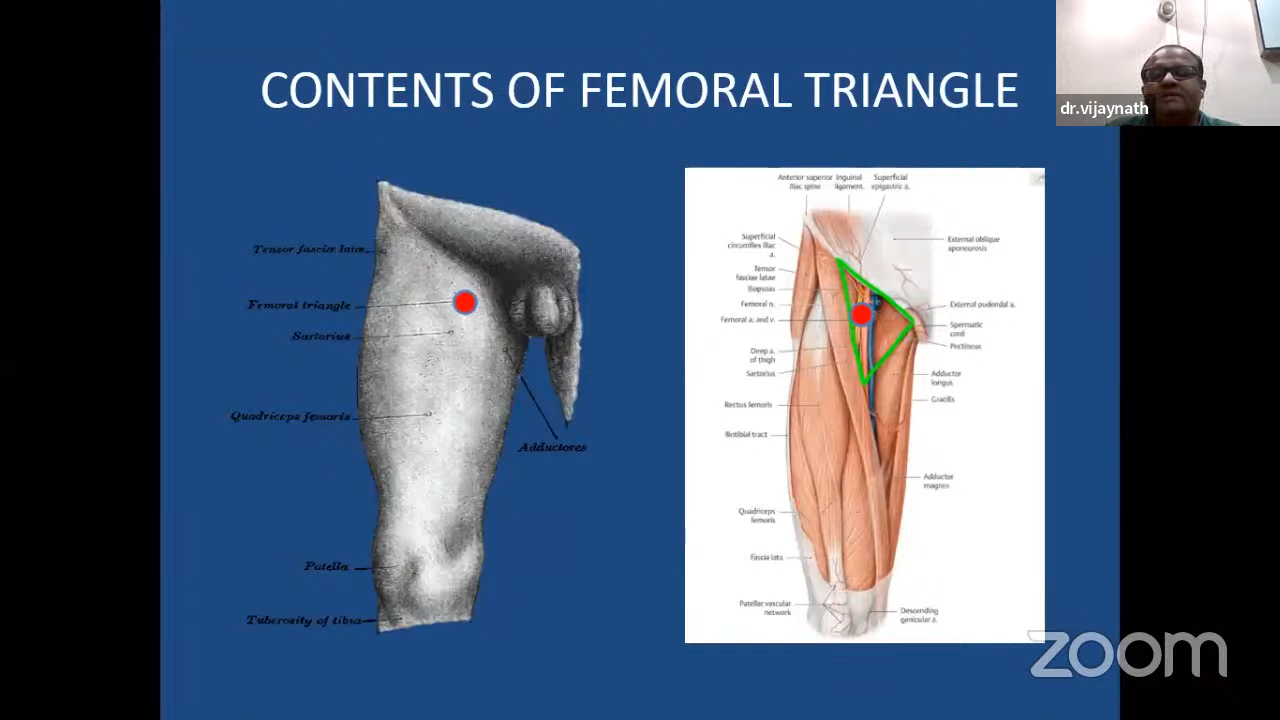 CONTENTS OF FEMORAL TRIANGLE
dr.vijaynath
Tensor fasciæ latæ
Femoral triangle
Sartorius
Quadriceps femoris
Adductores
Patella
Tuberosity of tibia
Anterior superior
iliac spine
Inguinal
ligament
Superficial
epigastric a.
Superficial
circumflex iliac
a.
Tensor
fasciae latae
Iliopsoas
Femoral n.
Femoral a. and v.
Deep a.
of thigh
Sartorius
Rectus femoris
Iliotibial tract
Quadriceps
femoris
Fascia lata
Patellar vascular
network
External oblique
aponeurosis
External pudendal a.
Spermatic
cord
Pectineus
Adductor
longus
Gracilis
Adductor
magnus
Descending
genicular a.
zoom